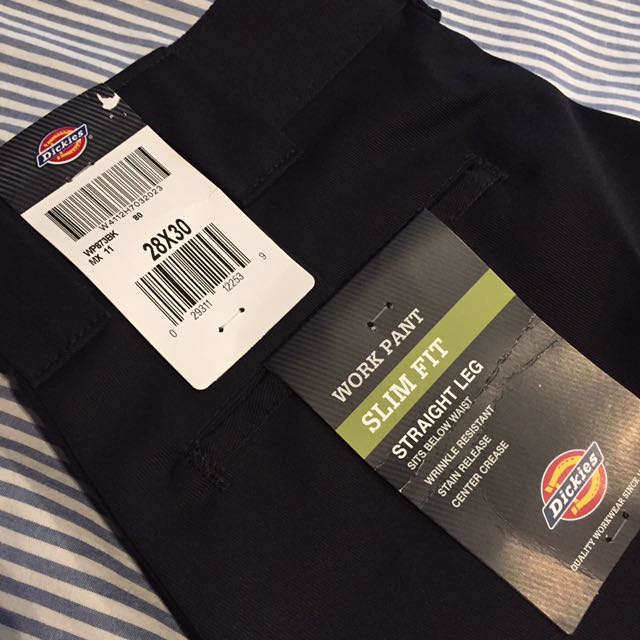 Dickies
W411267032023
WP873BK 80
MX. 11
28X30
0 29311 12253 9
WORK PANT
SLIM FIT
STRAIGHT LEG
SITS BELOW WAIST
WRINKLE RESISTANT
STAIN RELEASE
CENTER CREASE
Dickies
QUALITY WORKWEAR SINCE